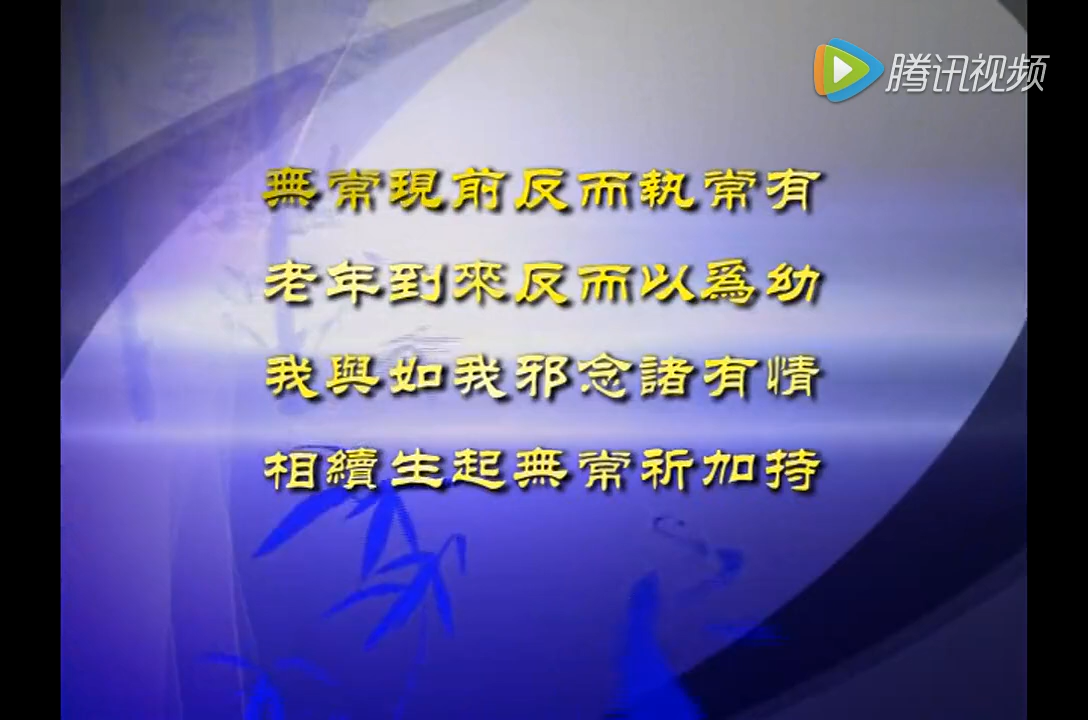 腾讯视频
無常現前反而執常有
老年到來反而以爲幼
我與如我邪念諸有情
相續生起無常祈加持